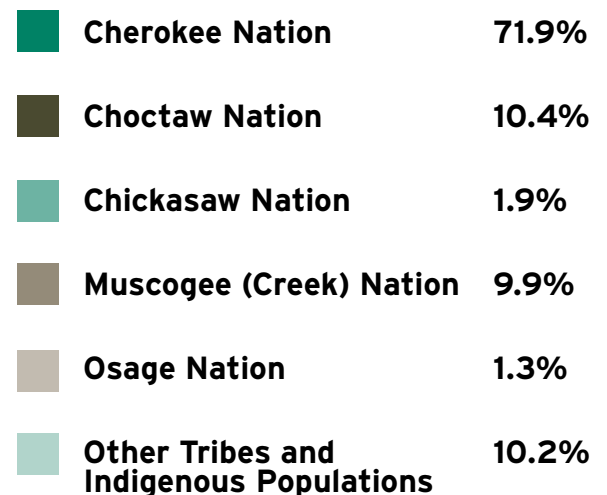 Cherokee Nation 71.9%
Choctaw Nation 10.4%
Chickasaw Nation 1.9%
Muscogee (Creek) Nation 9.9%
Osage Nation 1.3%
Other Tribes and 10.2%
Indigenous Populations